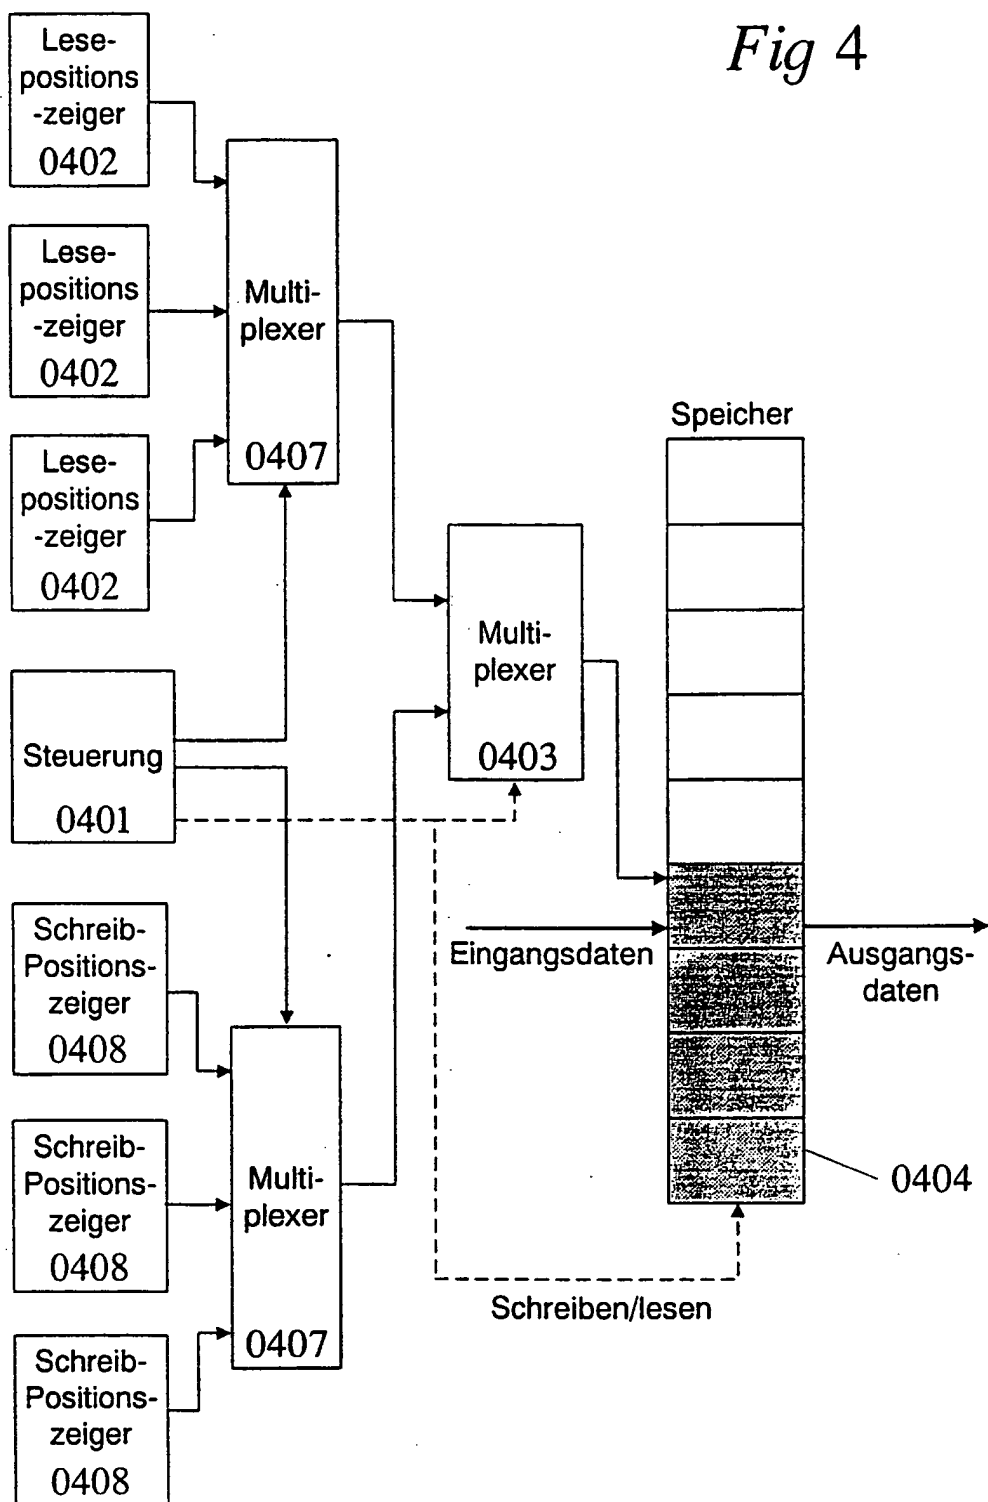 Fig 4
Lese-
positions
-zeiger
0402
Lese-
positions
-zeiger
0402
Lese-
positions
-zeiger
0402
Multi-
plexer
0407
Speicher
Multi-
plexer
0403
Steuerung
0401
Eingangsdaten
Ausgangs-
daten
Schreib-
Positions-
zeiger
0408
Schreib-
Positions-
zeiger
0408
Schreib-
Positions-
zeiger
0408
Multi-
plexer
0407
0404
Schreiben/lesen